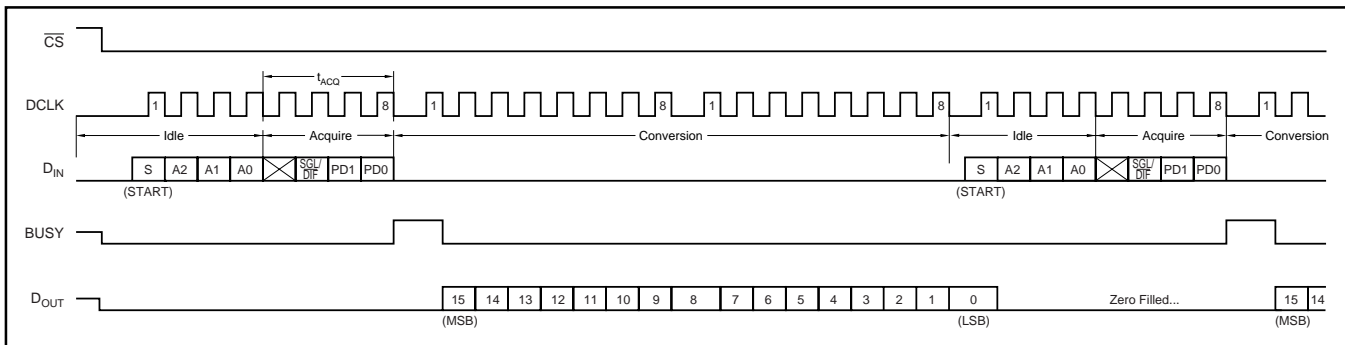 CS
tACQ
DCLK 1 8 1 8 1 8 1 8 1
Idle Acquire Conversion Idle Acquire Conversion
DIN S A2 A1 A0 SGL/DIF PD1 PD0 S A2 A1 A0 SGL/DIF PD1 PD0
(START) (START)
BUSY
DOUT 15 14 13 12 11 10 9 8 7 6 5 4 3 2 1 0 Zero Filled... 15 14
(MSB) (LSB) (MSB)